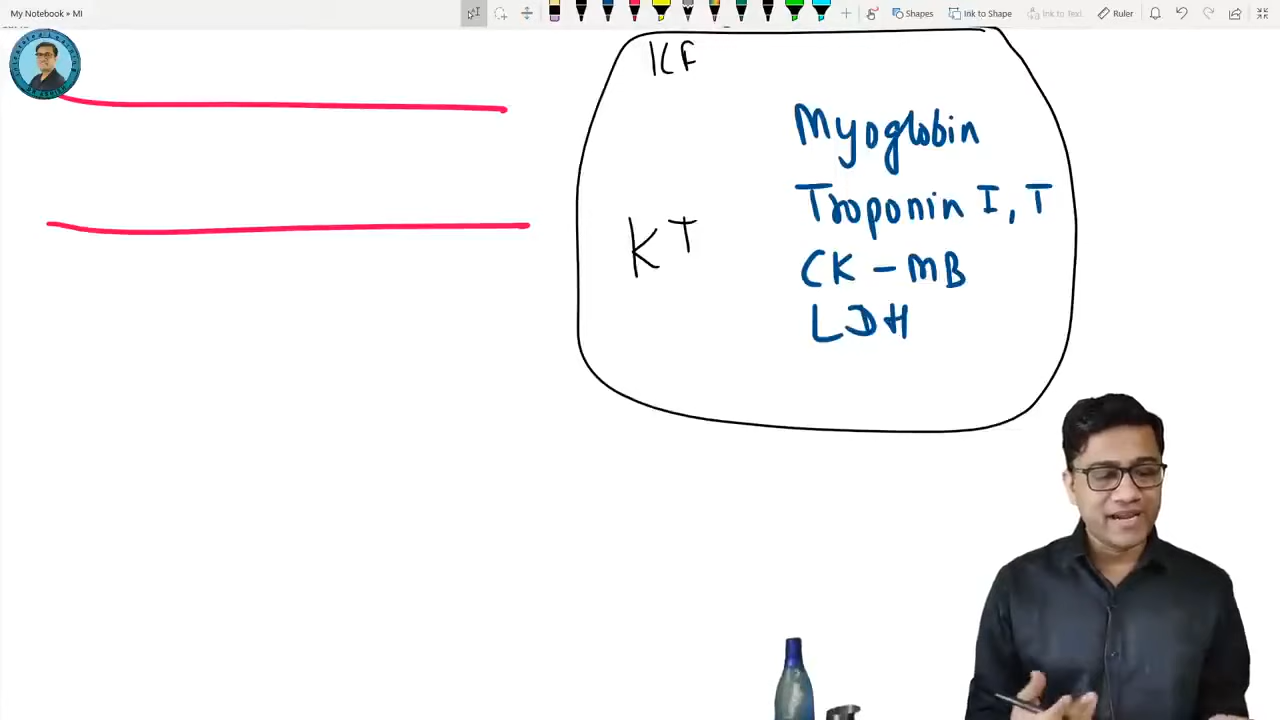 My Notebook » MI
Shapes
Ink to Shape
Ink to Text
Ruler
ICF
Myoglobin
Troponin I, T
K+
CK - MB
LDH